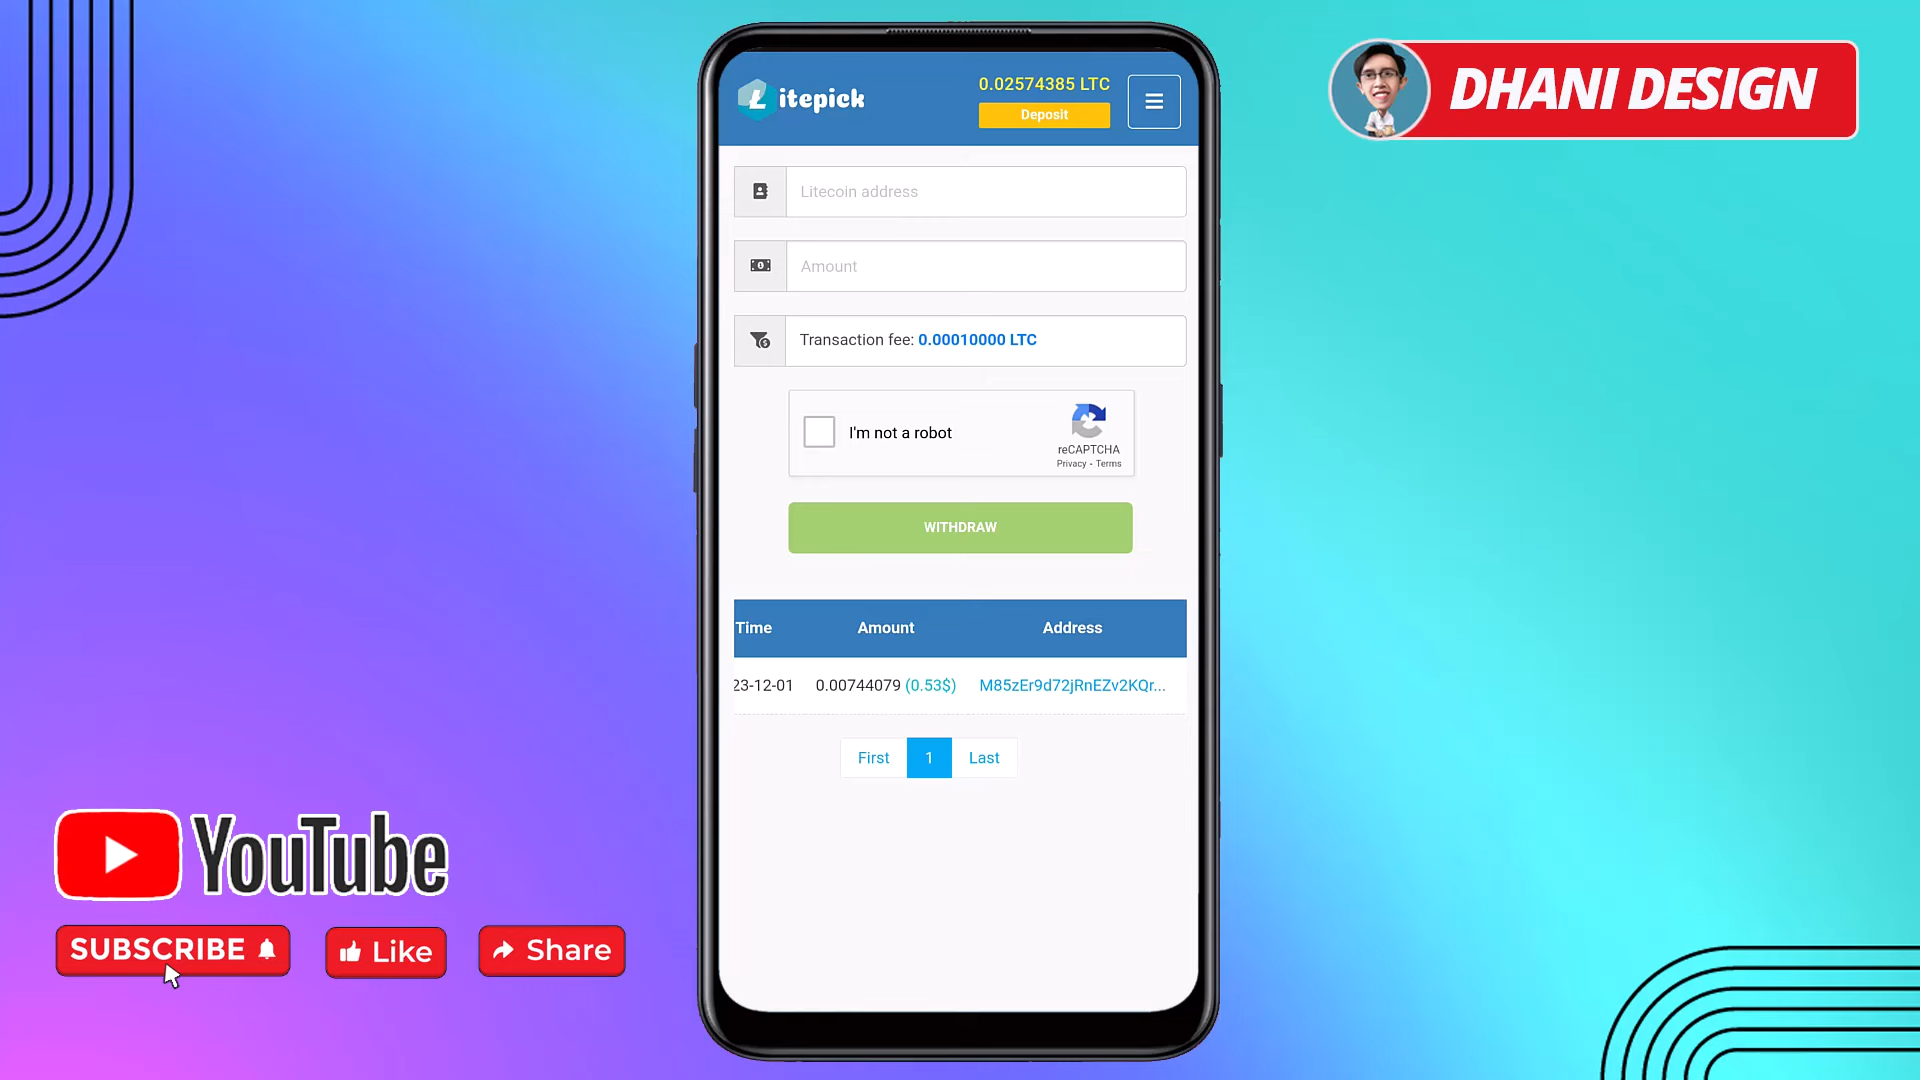 DHANI DESIGN
Litepick
0.02574385 LTC
Deposit
Litecoin address
Amount
Transaction fee: 0.00010000 LTC
I'm not a robot
reCAPTCHA
Privacy - Terms
WITHDRAW
Time Amount Address
23-12-01 0.00744079 (0.53$) M85zEr9d72jRnEZv2KQr...
First 1 Last
YouTube
SUBSCRIBE Like Share